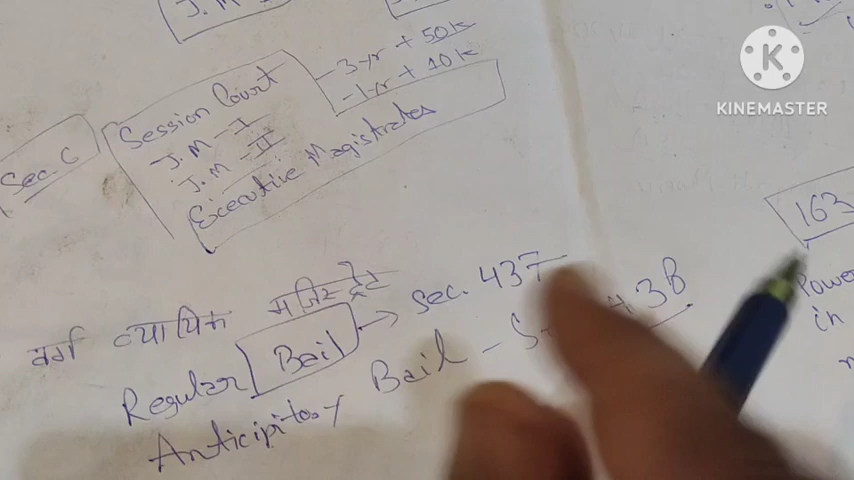 Sec. 6
Session Court
J.M - I
J.M - II
Executive Magistrates
-3-yr + 50K
-1-yr + 10K
KINEMASTER
163
Power
in
वर्ग न्यायिक मजिस्ट्रेट
Regular Bail → Sec. 437
Anticipitory Bail - 438